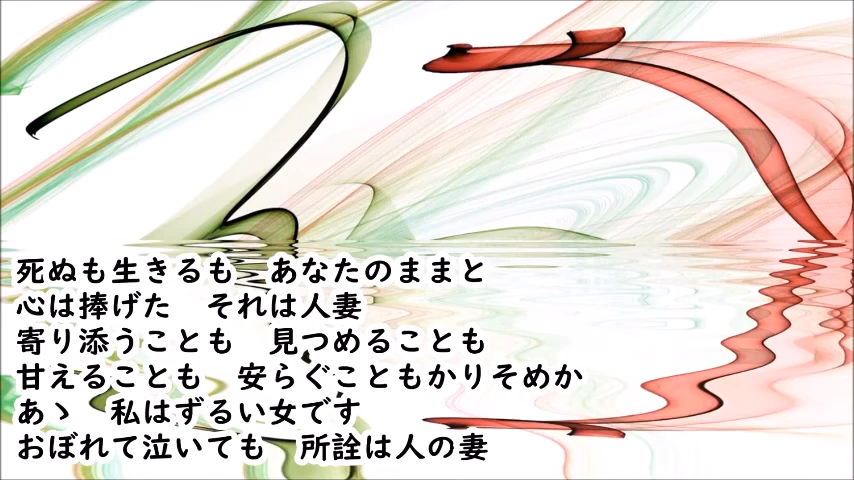 死ぬも生きるも　あなたのままと
心は捧げた　それは人妻
寄り添うことも　見つめることも
甘えることも　安らぐこともかりそめか
あゝ　私はずるい女です
おぼれて泣いても　所詮は人の妻